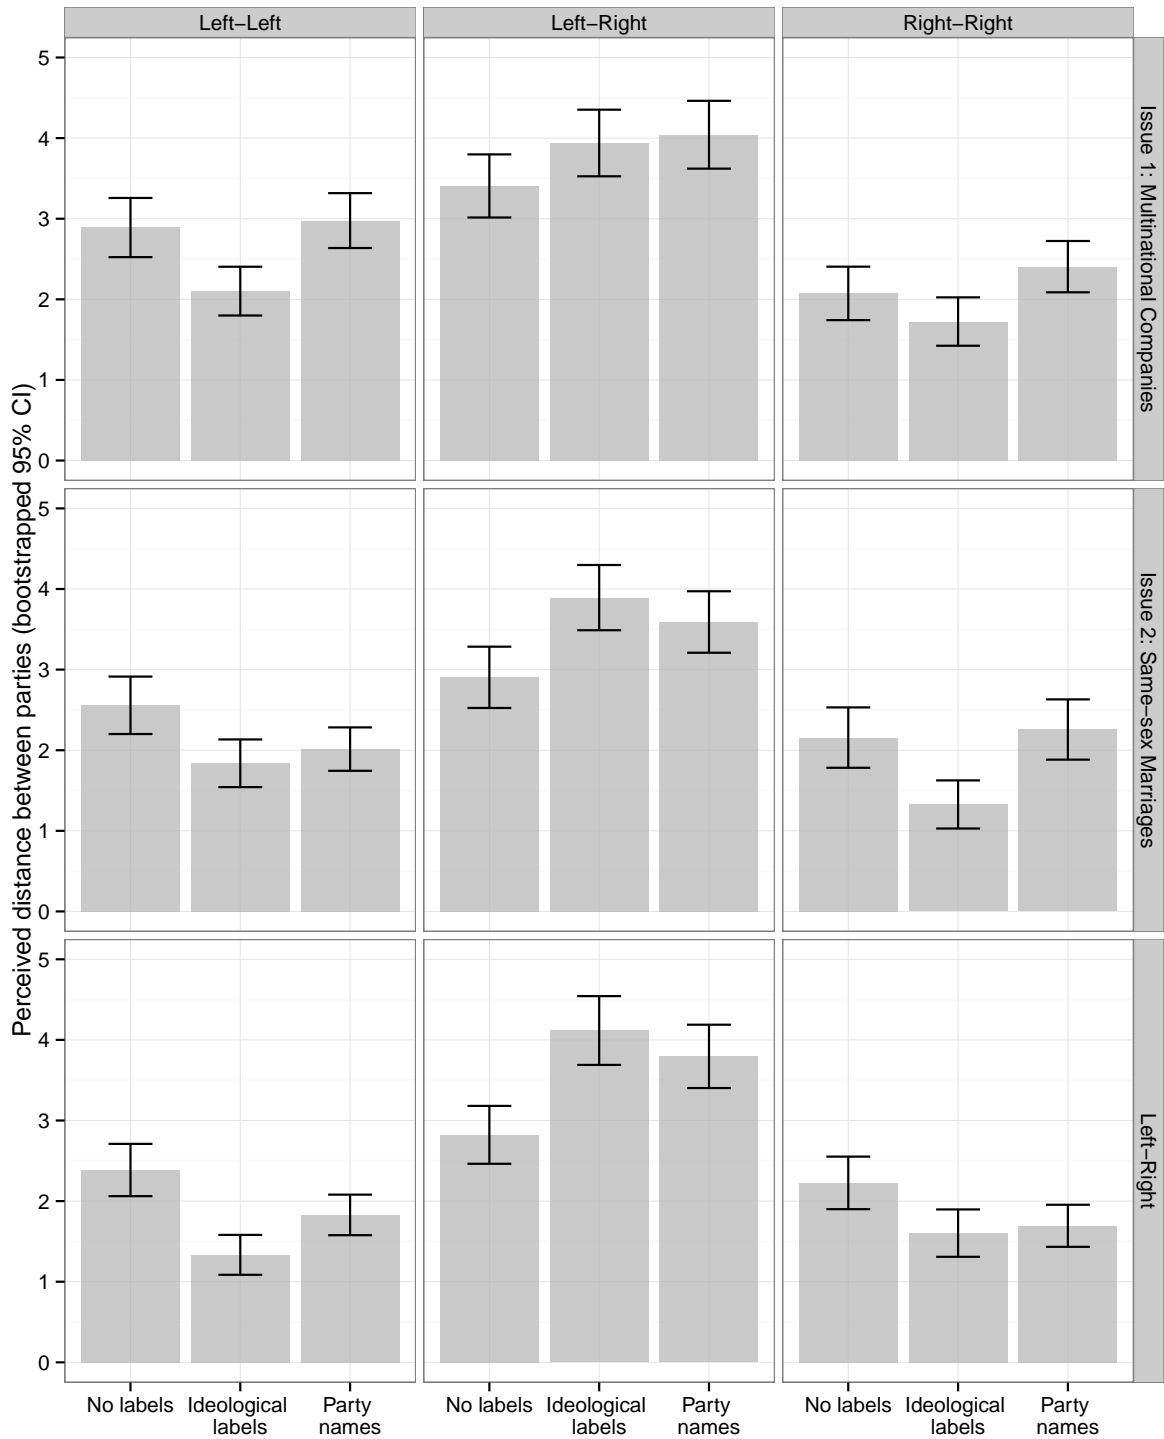 Left−Left
Left−Right
Right−Right
Perceived distance between parties (bootstrapped 95% CI)
5
4
3
2
1
0
Issue 1: Multinational Companies
5
4
3
2
1
0
Issue 2: Same−sex Marriages
5
4
3
2
1
0
Left−Right
No labels
Ideological
labels
Party
names
No labels
Ideological
labels
Party
names
No labels
Ideological
labels
Party
names